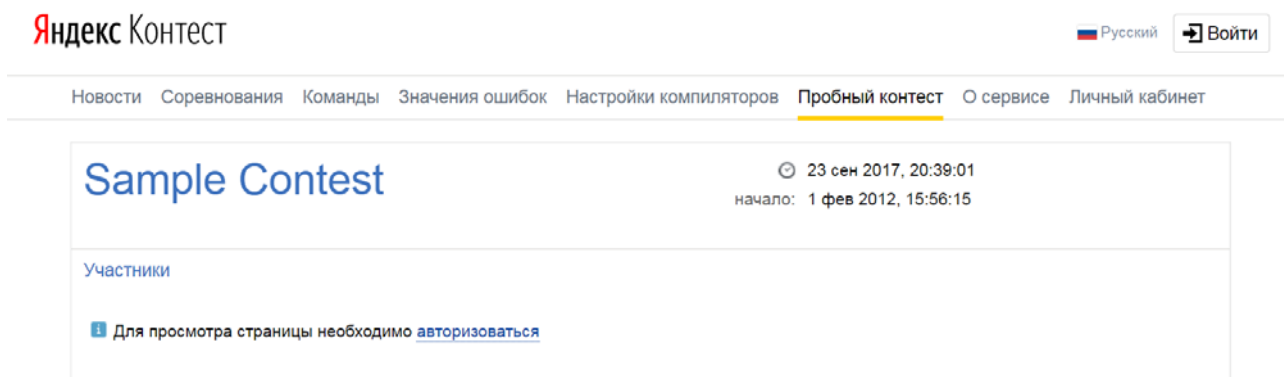 Яндекс Контест
Русский
Войти
Новости Соревнования Команды Значения ошибок Настройки компиляторов Пробный контест О сервисе Личный кабинет
Sample Contest
23 сен 2017, 20:39:01
начало: 1 фев 2012, 15:56:15
Участники
Для просмотра страницы необходимо авторизоваться